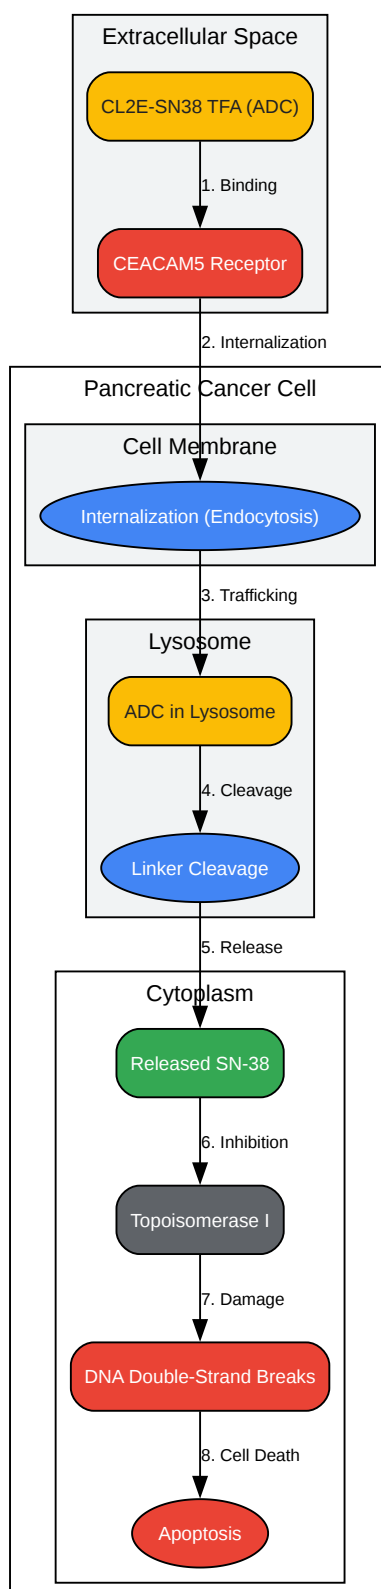 Extracellular Space
CL2E-SN38 TFA (ADC)
1. Binding
CEACAM5 Receptor
2. Internalization
Pancreatic Cancer Cell
Cell Membrane
Internalization (Endocytosis)
3. Trafficking
Lysosome
ADC in Lysosome
4. Cleavage
Linker Cleavage
5. Release
Cytoplasm
Released SN-38
6. Inhibition
Topoisomerase I
7. Damage
DNA Double-Strand Breaks
8. Cell Death
Apoptosis